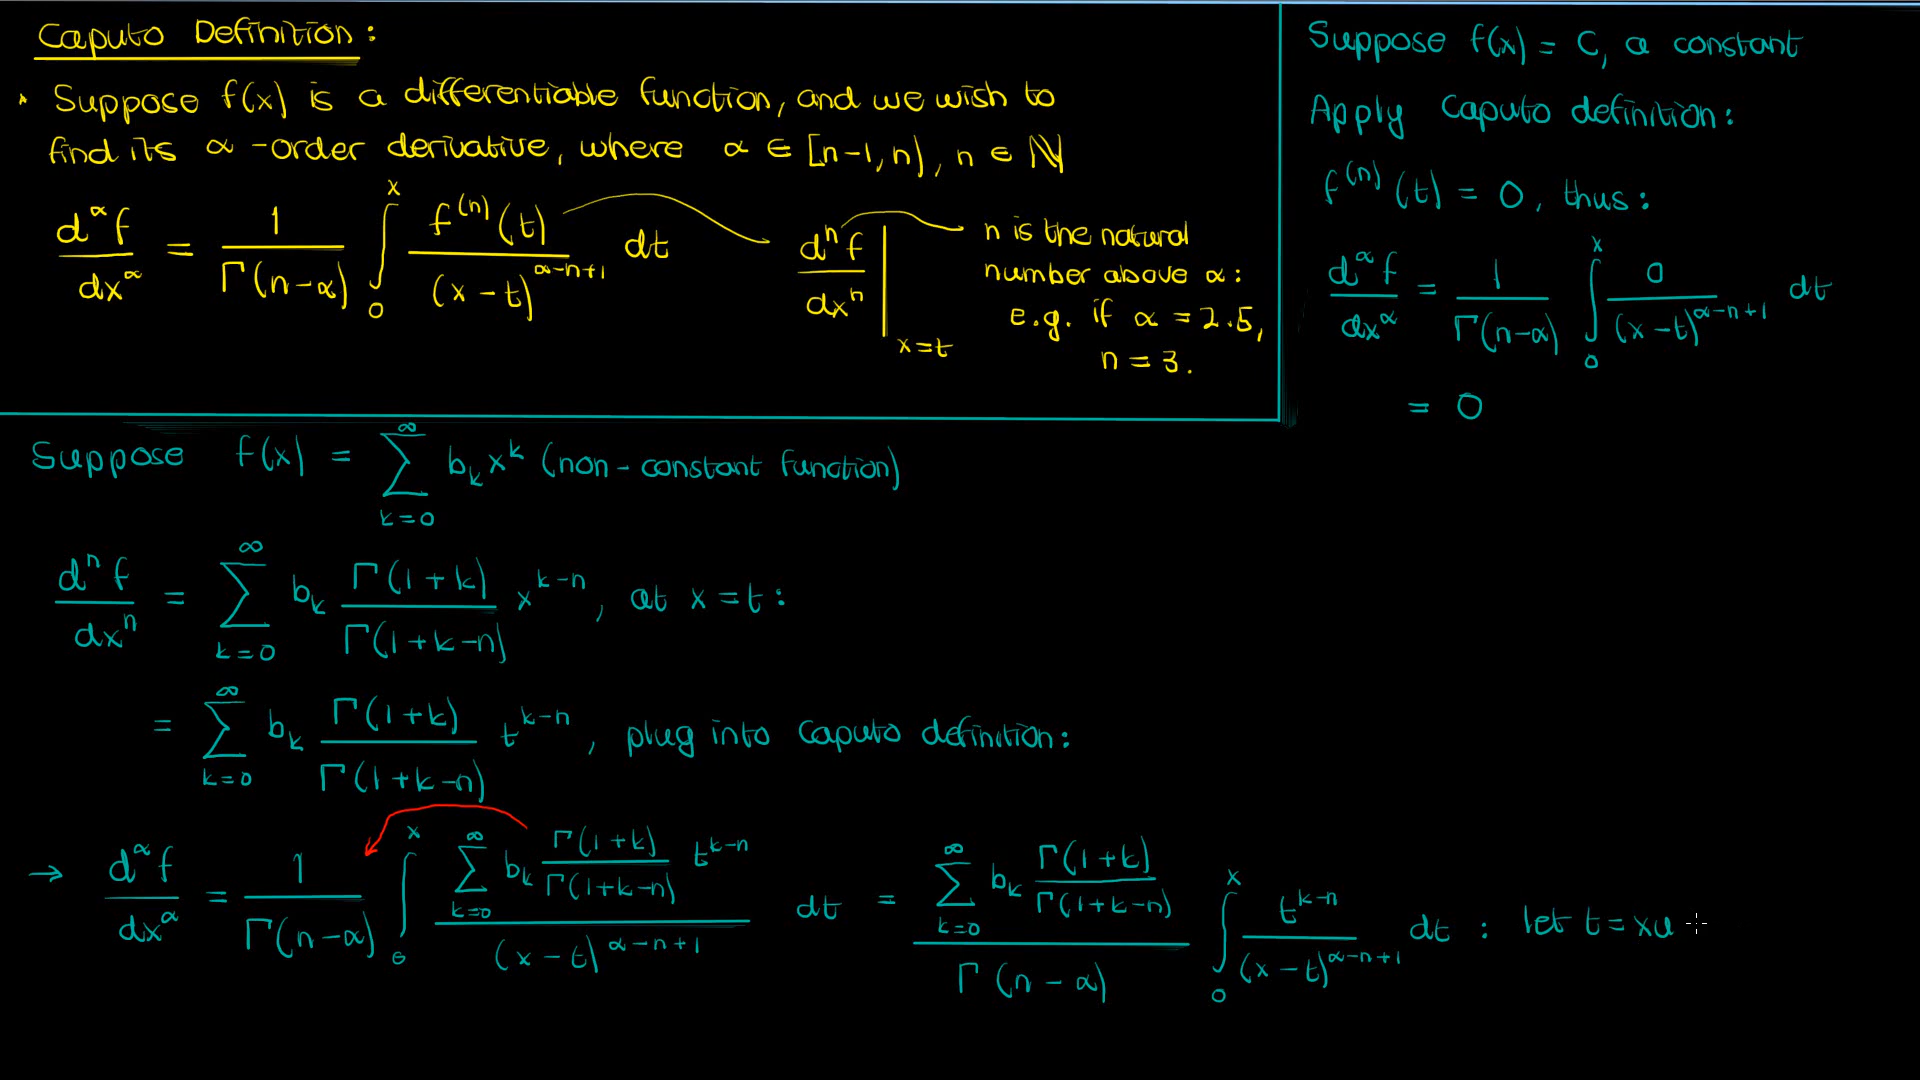 Caputo Definition:
* Suppose f(x) is a differentiable function, and we wish to
find its α-order derivative, where α ∈ [n-1, n), n ∈ ℕ
d^α f / dx^α = 1 / Γ(n-α) ∫_0^x f^(n)(t) / (x-t)^(α-n+1) dt
d^n f / dx^n |_(x=t)
n is the natural
number above α:
e.g. if α = 2.5,
n = 3.
Suppose f(x) = C, a constant
Apply Caputo definition:
f^(n)(t) = 0, thus:
d^α f / dx^α = 1 / Γ(n-α) ∫_0^x 0 / (x-t)^(α-n+1) dt
= 0
Suppose f(x) = Σ_(k=0)^∞ b_k x^k (non-constant function)
d^n f / dx^n = Σ_(k=0)^∞ b_k Γ(1+k) / Γ(1+k-n) x^(k-n), at x=t:
= Σ_(k=0)^∞ b_k Γ(1+k) / Γ(1+k-n) t^(k-n), plug into Caputo definition:
→ d^α f / dx^α = 1 / Γ(n-α) ∫_0^x Σ_(k=0)^∞ b_k Γ(1+k) / Γ(1+k-n) t^(k-n) / (x-t)^(α-n+1) dt = Σ_(k=0)^∞ b_k Γ(1+k) / Γ(1+k-n) / Γ(n-α) ∫_0^x t^(k-n) / (x-t)^(α-n+1) dt : let t=xu